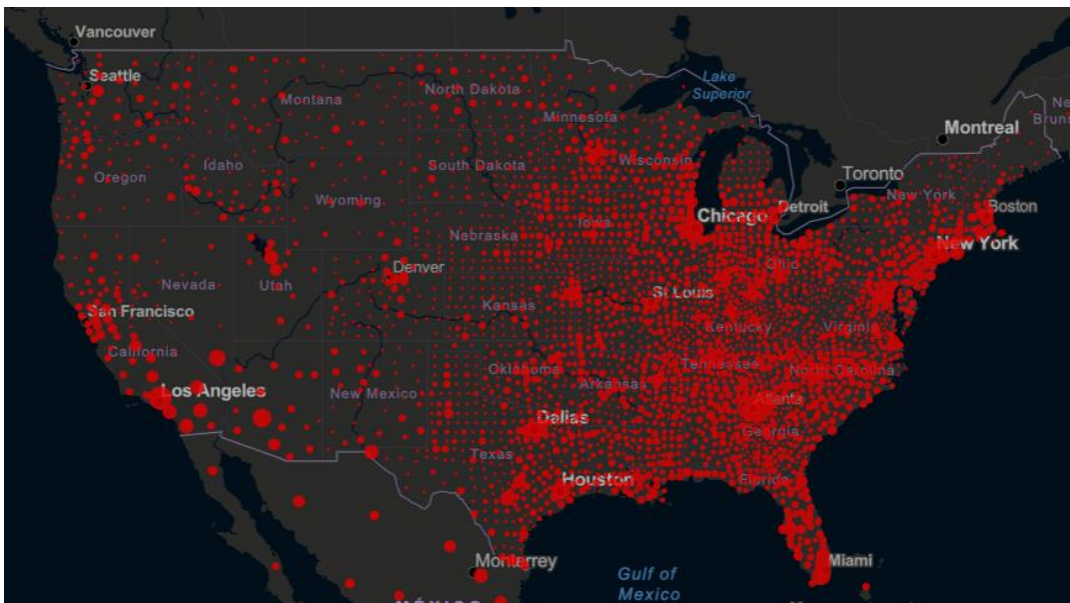 Vancouver
Seattle
Montana
North Dakota
Minnesota
Lake
Superior
Montreal
Ne
Bruns
Oregon
Idaho
South Dakota
Wisconsin
Toronto
Wyoming
New York
Boston
Iowa
Chicago
Detroit
Nebraska
New York
Nevada
Utah
Denver
Ohio
San Francisco
Kansas
St Louis
Kentucky
Virginia
California
Oklahoma
Tennessee
North Carolina
Los Angeles
New Mexico
Arkansas
Atlanta
Dallas
Georgia
Texas
Houston
Florida
Monterrey
Miami
Gulf of
Mexico
MÉXICO